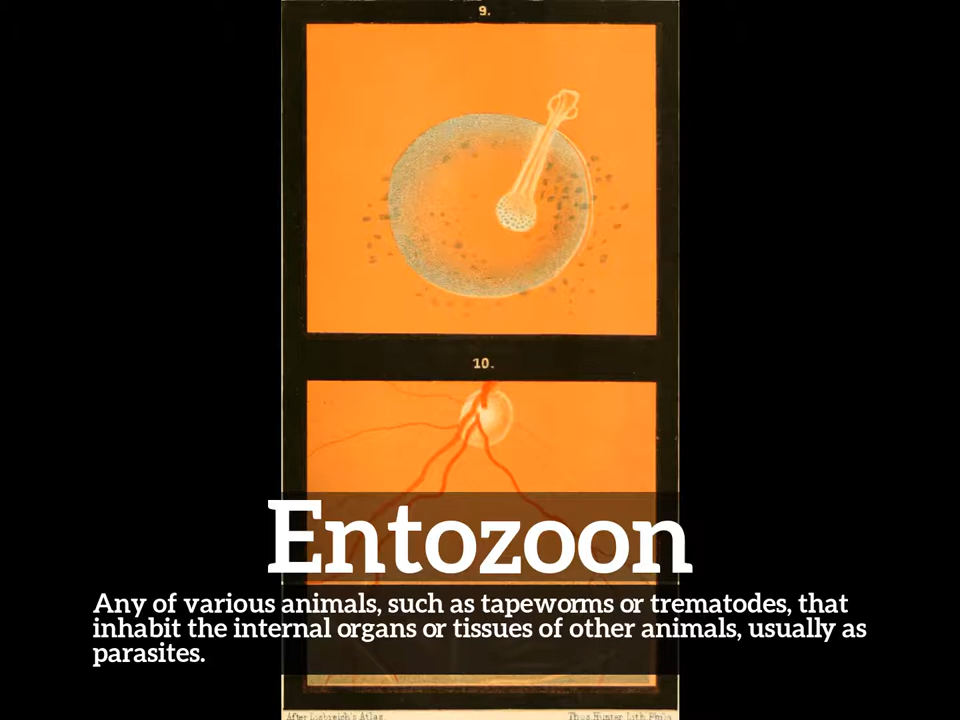 9.
10.
Entozoon
Any of various animals, such as tapeworms or trematodes, that
inhabit the internal organs or tissues of other animals, usually as
parasites.
After Liebreich's Atlas.
Thos. Hunter Lith. Phila.